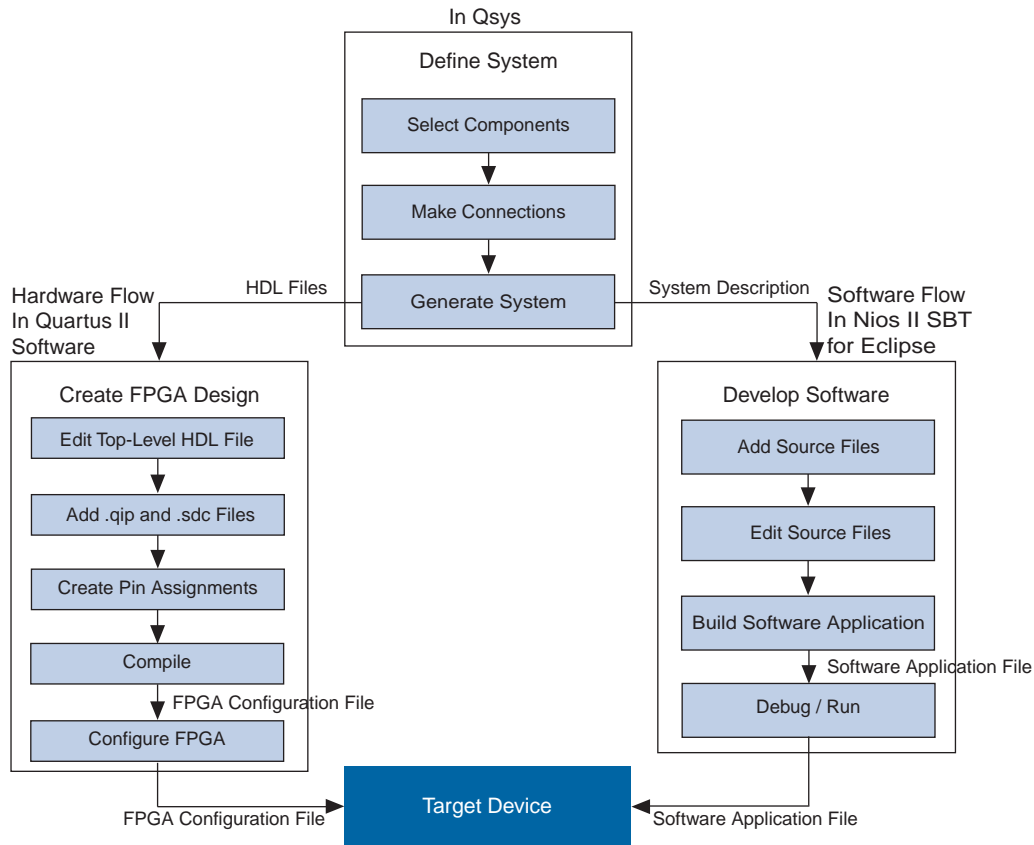 In Qsys
Define System
Select Components
Make Connections
Generate System
HDL Files
System Description
Hardware Flow
In Quartus II
Software
Create FPGA Design
Edit Top-Level HDL File
Add .qip and .sdc Files
Create Pin Assignments
Compile
FPGA Configuration File
Configure FPGA
FPGA Configuration File
Software Flow
In Nios II SBT
for Eclipse
Develop Software
Add Source Files
Edit Source Files
Build Software Application
Software Application File
Debug / Run
Software Application File
Target Device